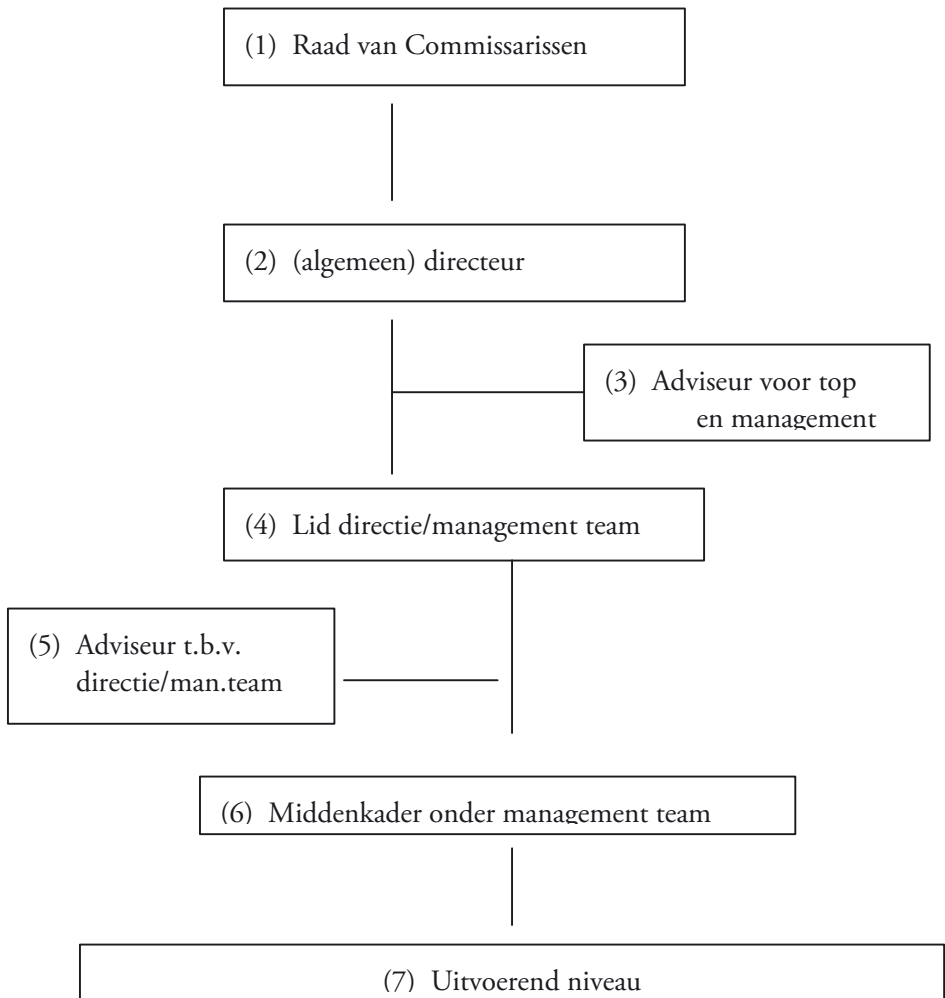 (1) Raad van Commissarissen
(2) (algemeen) directeur
(3) Adviseur voor top
en management
(4) Lid directie/management team
(5) Adviseur t.b.v.
directie/man.team
(6) Middenkader onder management team
(7) Uitvoerend niveau